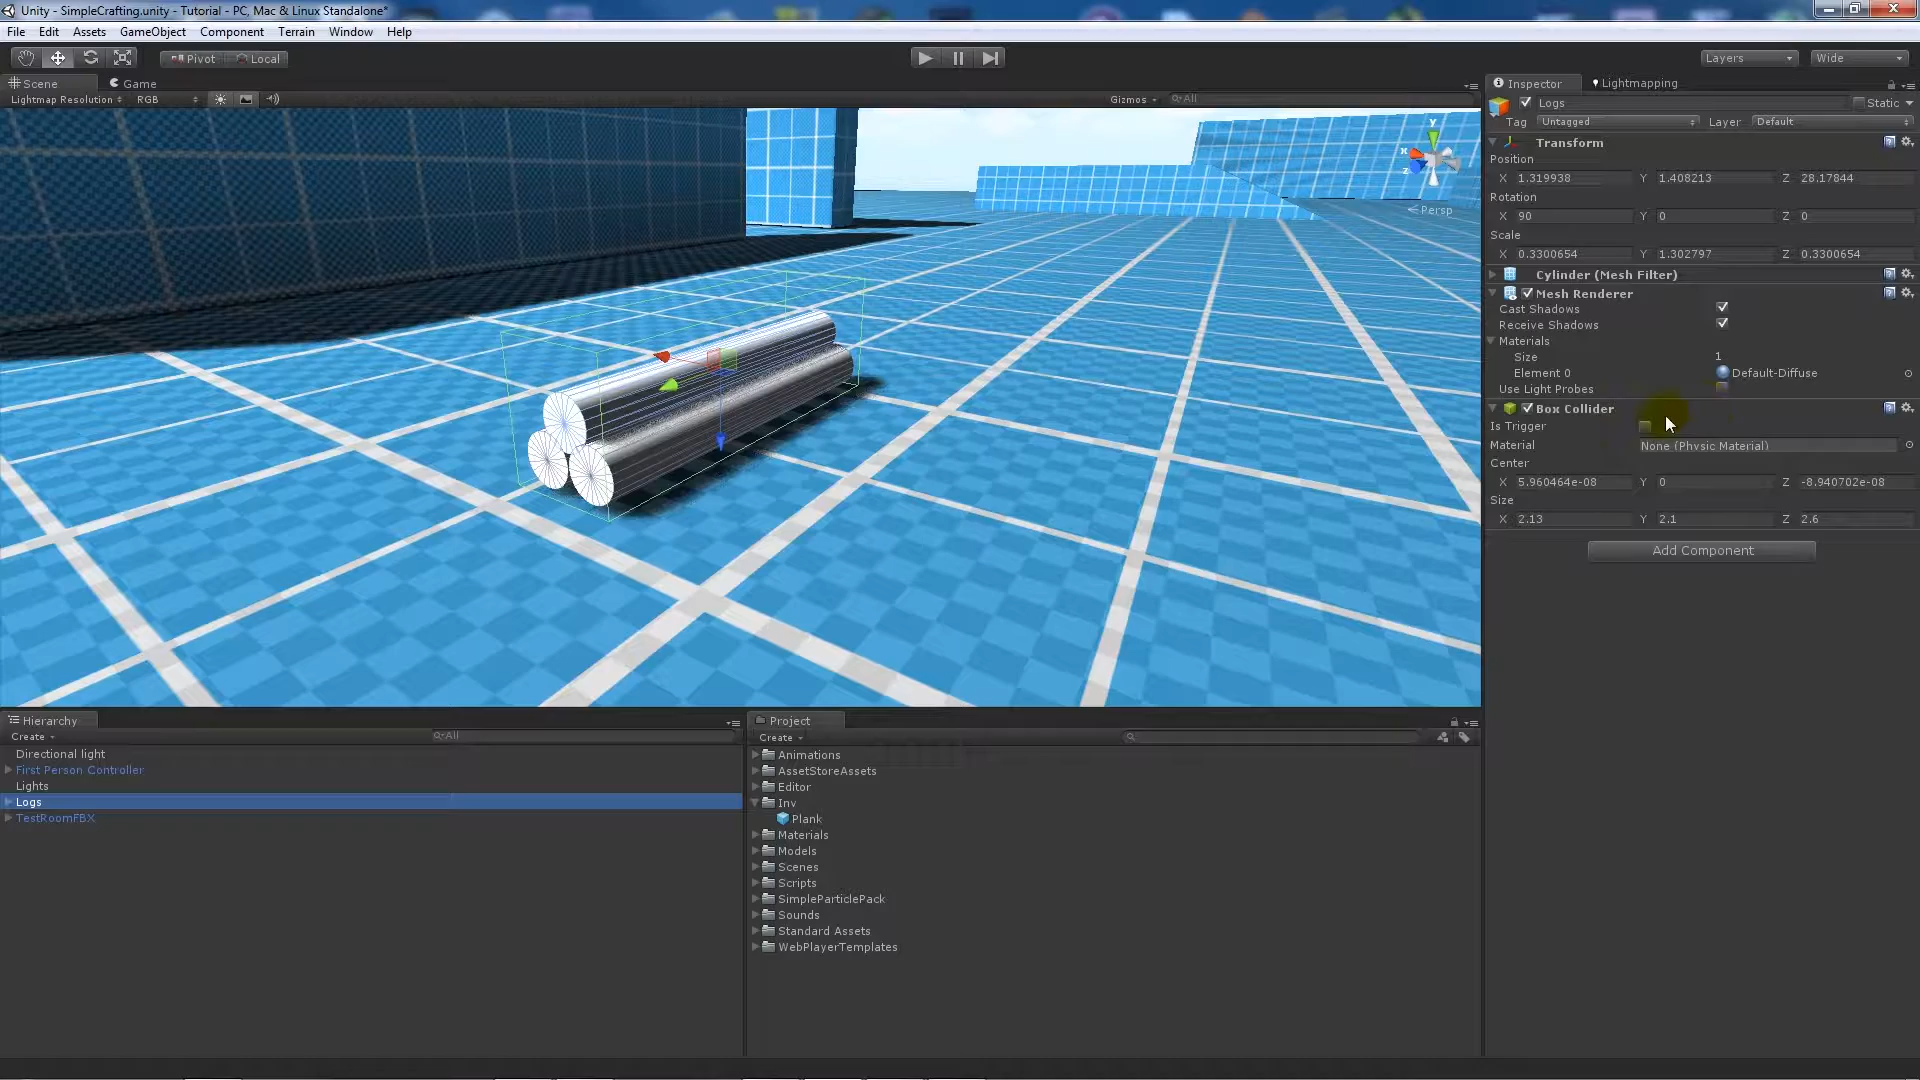 Unity - SimpleCrafting.unity - Tutorial - PC, Mac & Linux Standalone*
File Edit Assets GameObject Component Terrain Window Help
Pivot Local Layers Wide
Scene Game
Lightmap Resolution RGB Gizmos All
y
x
z
Persp
Inspector Lightmapping
Logs Static
Tag Untagged Layer Default
Transform
Position
X 1.319938 Y 1.408213 Z 28.17844
Rotation
X 90 Y 0 Z 0
Scale
X 0.3300654 Y 1.302797 Z 0.3300654
Cylinder (Mesh Filter)
Mesh Renderer
Cast Shadows
Receive Shadows
Materials
Size 1
Element 0 Default-Diffuse
Use Light Probes
Box Collider
Is Trigger
Material None (Physic Material)
Center
X 5.960464e-08 Y 0 Z -8.940702e-08
Size
X 2.13 Y 2.1 Z 2.6
Add Component
Hierarchy
Create All
Directional light
First Person Controller
Lights
Logs
TestRoomFBX
Project
Create
Animations
AssetStoreAssets
Editor
Inv
Plank
Materials
Models
Scenes
Scripts
SimpleParticlePack
Sounds
Standard Assets
WebPlayerTemplates